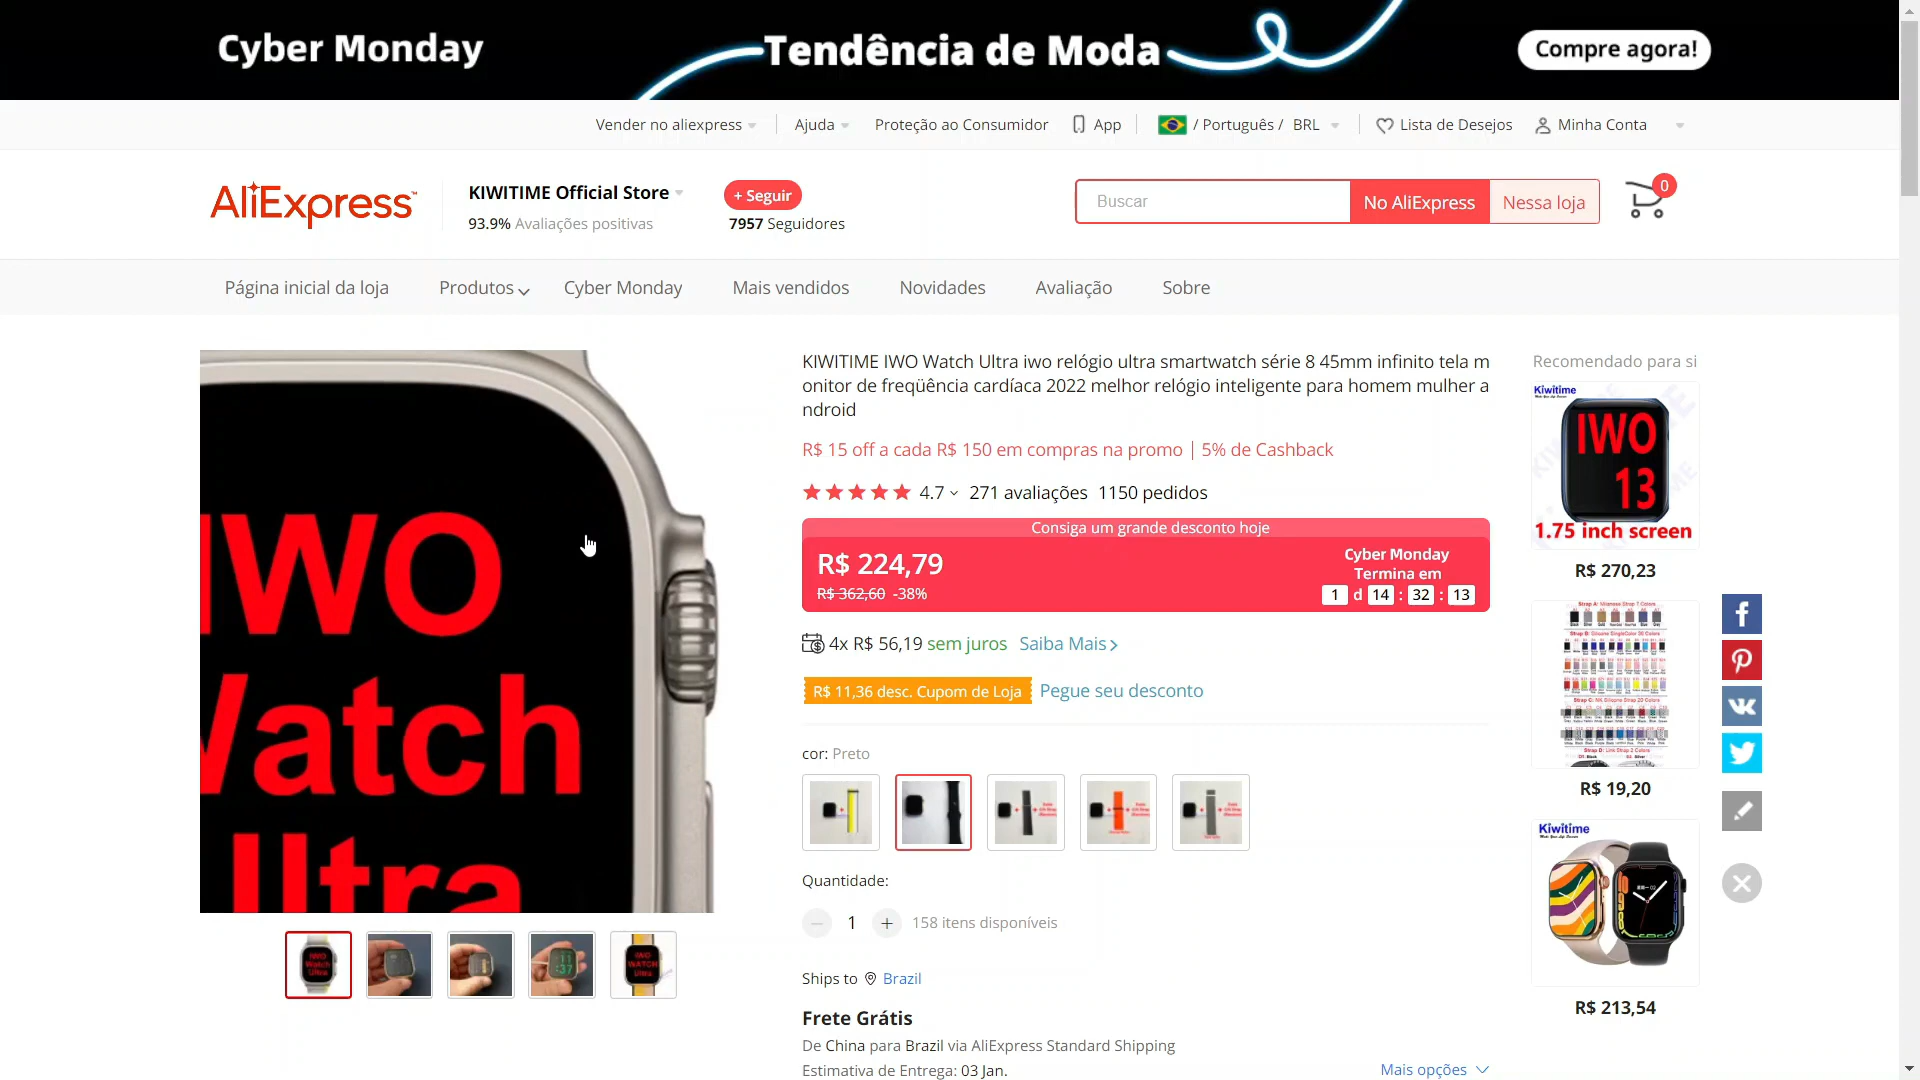 Cyber Monday
Tendência de Moda
Compre agora!
Vender no aliexpress
Ajuda
Proteção ao Consumidor
App
/ Português / BRL
Lista de Desejos
Minha Conta
AliExpress
KIWITIME Official Store
93.9% Avaliações positivas
+ Seguir
7957 Seguidores
Buscar
No AliExpress
Nessa loja
0
Página inicial da loja
Produtos
Cyber Monday
Mais vendidos
Novidades
Avaliação
Sobre
IWO
Watch
Ultra
KIWITIME IWO Watch Ultra iwo relógio ultra smartwatch série 8 45mm infinito tela m
onitor de freqüência cardíaca 2022 melhor relógio inteligente para homem mulher a
ndroid
R$ 15 off a cada R$ 150 em compras na promo | 5% de Cashback
4.7 271 avaliações 1150 pedidos
Consiga um grande desconto hoje
R$ 224,79
R$ 362,60 -38%
Cyber Monday
Termina em
1 d 14 : 32 : 13
4x R$ 56,19 sem juros Saiba Mais
R$ 11,36 desc. Cupom de Loja Pegue seu desconto
cor: Preto
Quantidade:
1
158 itens disponíveis
Ships to Brazil
Frete Grátis
De China para Brazil via AliExpress Standard Shipping
Estimativa de Entrega: 03 Jan.
Mais opções
Recomendado para si
Kiwitime
IWO
13
1.75 inch screen
R$ 270,23
R$ 19,20
Kiwitime
R$ 213,54